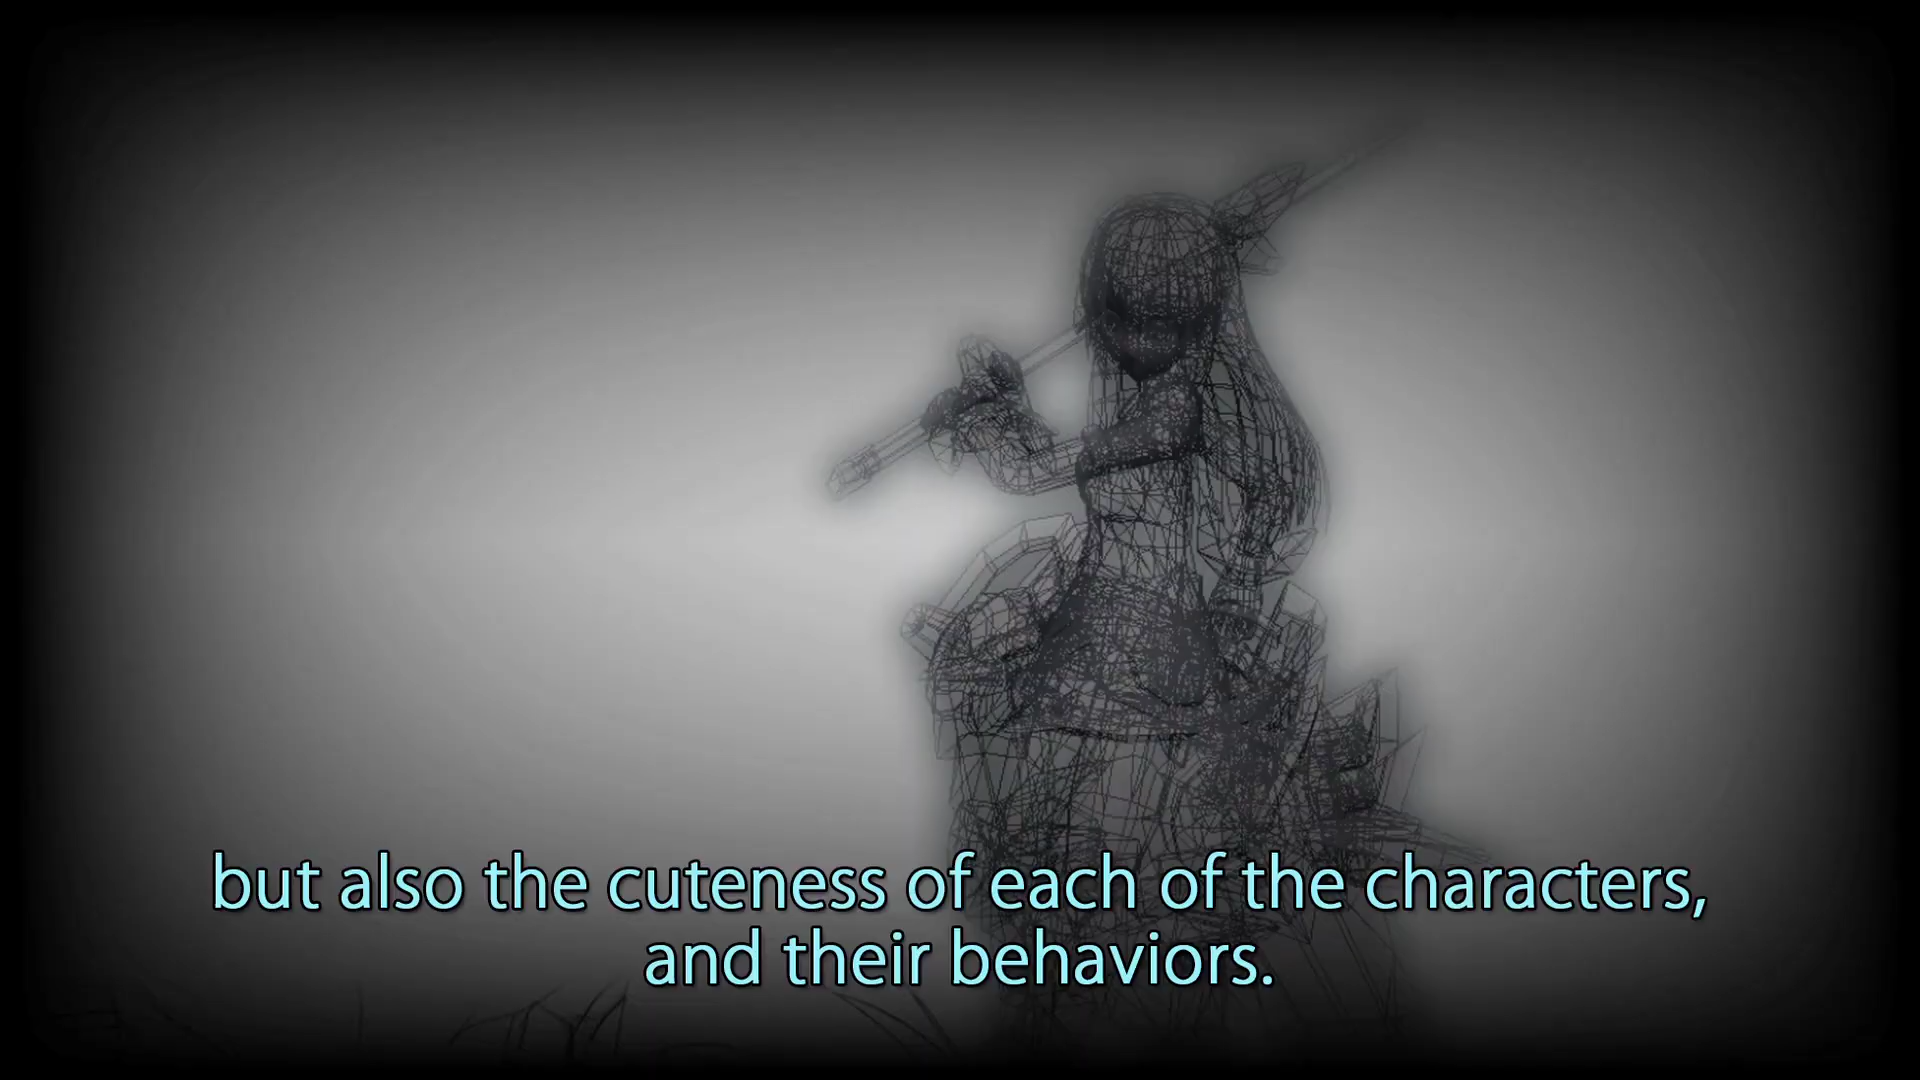 but also the cuteness of each of the characters,
and their behaviors.